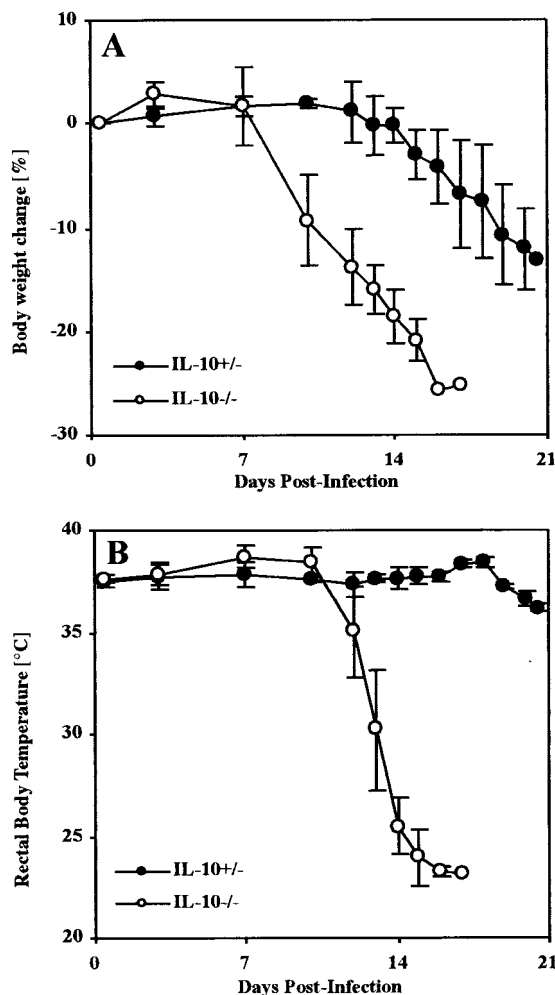 A
10
0
-10
-20
-30
Body weight change [%]
IL-10+/-
IL-10-/-
0
7
14
21
Days Post-Infection
B
40
35
30
25
20
Rectal Body Temperature [°C]
IL-10+/-
IL-10-/-
0
7
14
21
Days Post-Infection